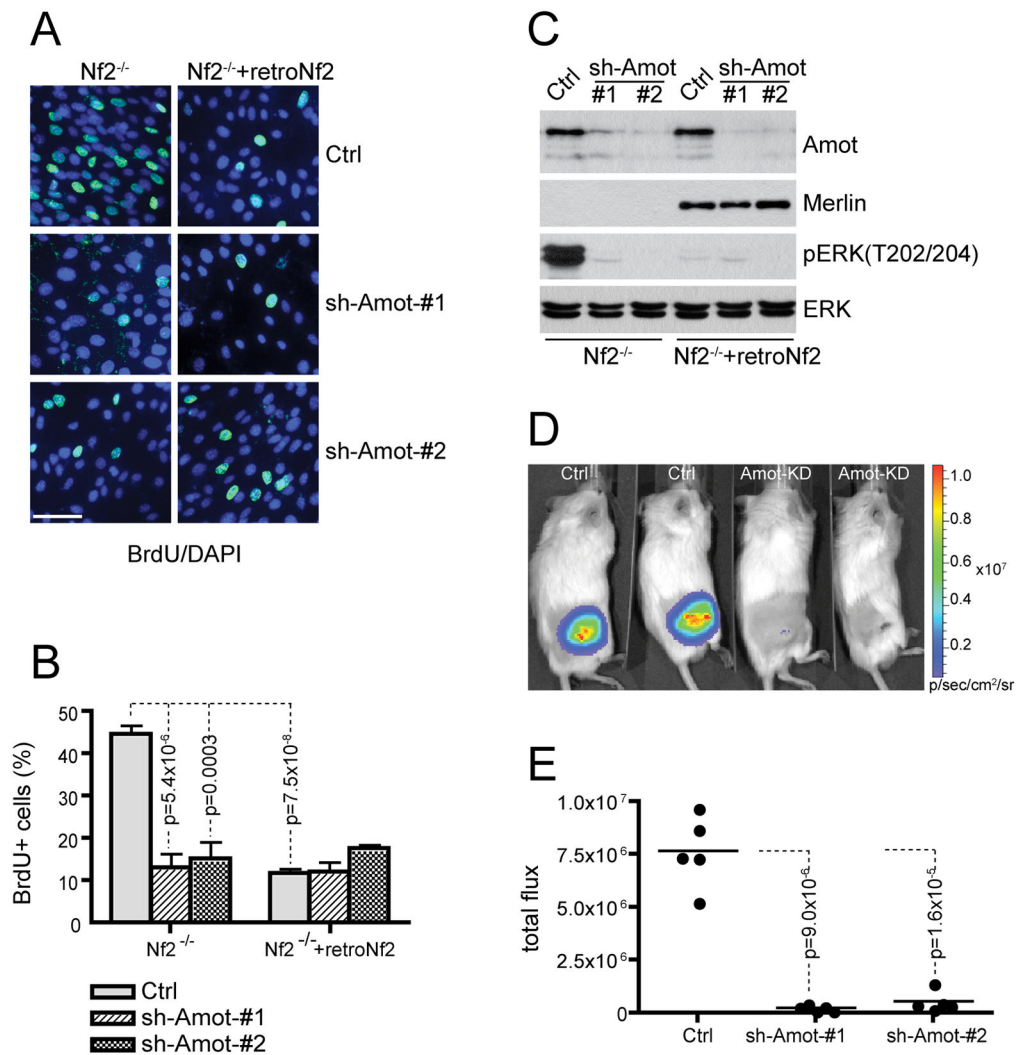 A
Nf2-/-
Nf2-/-+retroNf2
Ctrl
sh-Amot-#1
sh-Amot-#2
BrdU/DAPI
B
BrdU+ cells (%)
50
40
30
20
10
0
p=5.4x10-6
p=0.0003
p=7.5x10-8
Nf2 -/-
Nf2 -/-+retroNf2
Ctrl
sh-Amot-#1
sh-Amot-#2
C
Ctrl
sh-Amot
#1 #2
Ctrl
sh-Amot
#1 #2
Amot
Merlin
pERK(T202/204)
ERK
Nf2-/-
Nf2-/-+retroNf2
D
Ctrl
Ctrl
Amot-KD
Amot-KD
1.0
0.8
0.6
x10⁷
0.4
0.2
p/sec/cm²/sr
E
total flux
1.0x10⁷
7.5x10⁶
5.0x10⁶
2.5x10⁶
0
p=9.0x10-6
p=1.6x10-5
Ctrl
sh-Amot-#1
sh-Amot-#2